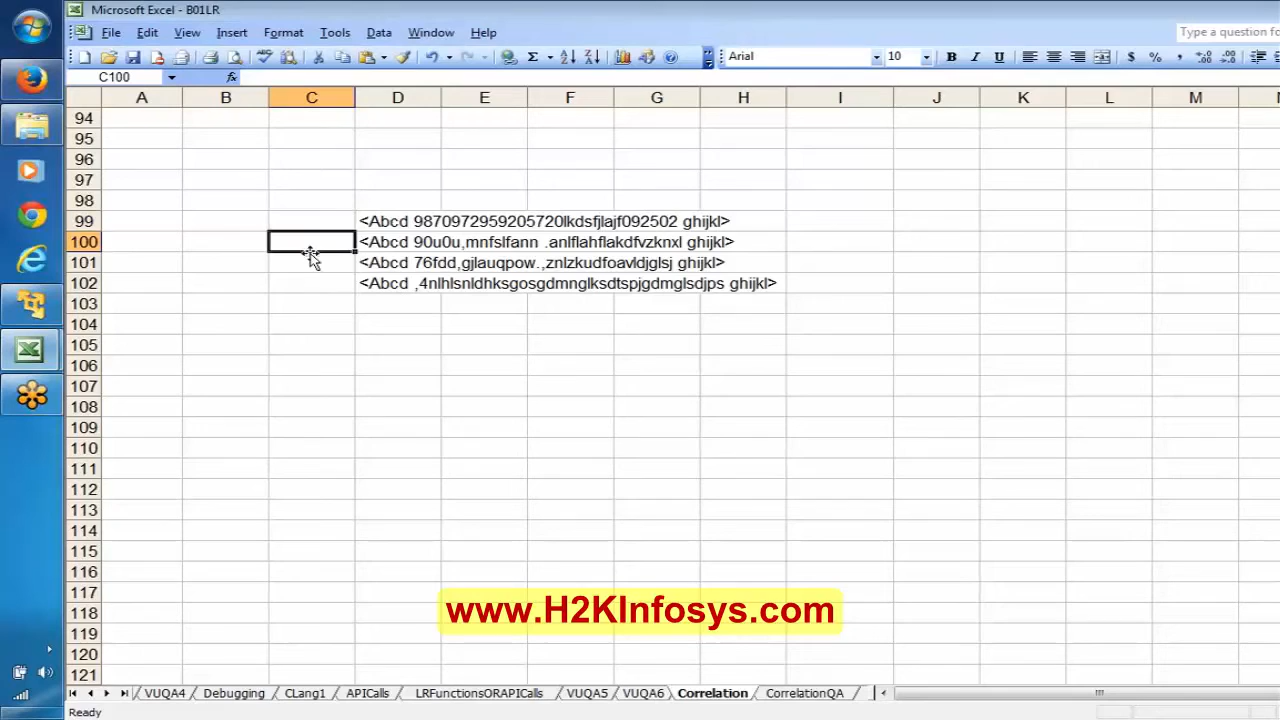 Microsoft Excel - B01LR
File Edit View Insert Format Tools Data Window Help
Type a question fo
Arial 10 B I U $ % ,
C100 fx
A B C D E F G H I J K L M
94
95
96
97
98
99 <Abcd 9870972959205720lkdsfjlajf092502 ghijkl>
100 <Abcd 90u0u,mnfslfann .anlflahflakdfvzknxl ghijkl>
101 <Abcd 76fdd,gjlauqpow.,znlzkudfoavldjglsj ghijkl>
102 <Abcd ,4nlhlsnldhksgosgdmnglksdtspjgdmglsdjps ghijkl>
103
104
105
106
107
108
109
110
111
112
113
114
115
116
117
www.H2KInfosys.com
118
119
120
121
VUQA4 Debugging CLang1 APICalls LRFunctionsORAPICalls VUQA5 VUQA6 Correlation CorrelationQA
Ready